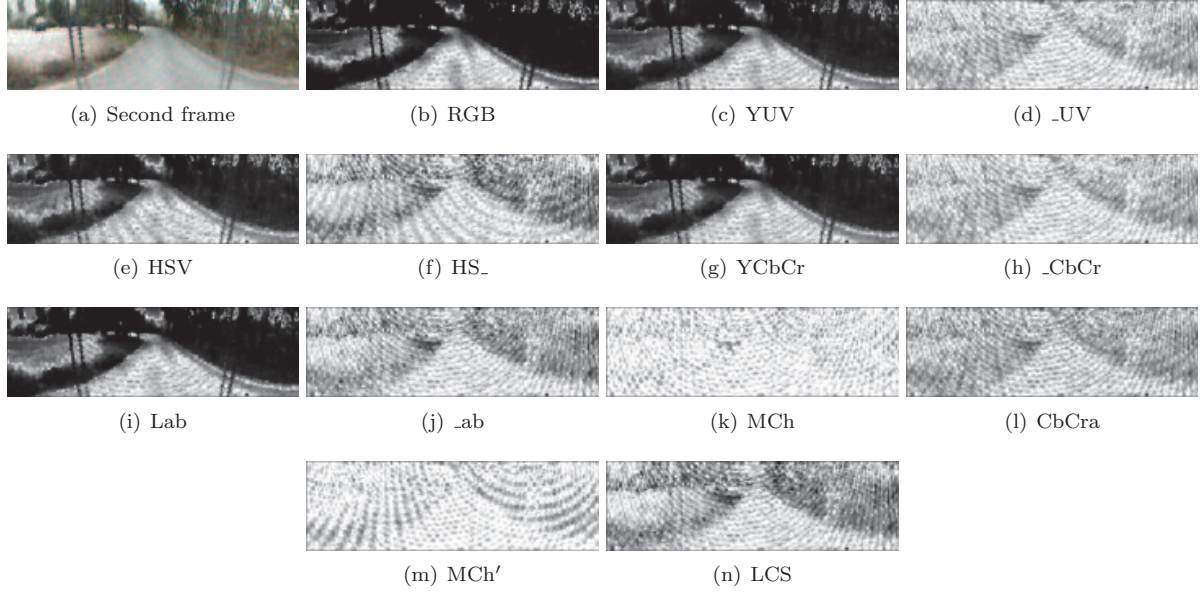 (a) Second frame
(b) RGB
(c) YUV
(d) _UV
(e) HSV
(f) HS_
(g) YCbCr
(h) _CbCr
(i) Lab
(j) _ab
(k) MCh
(l) CbCra
(m) MCh′
(n) LCS